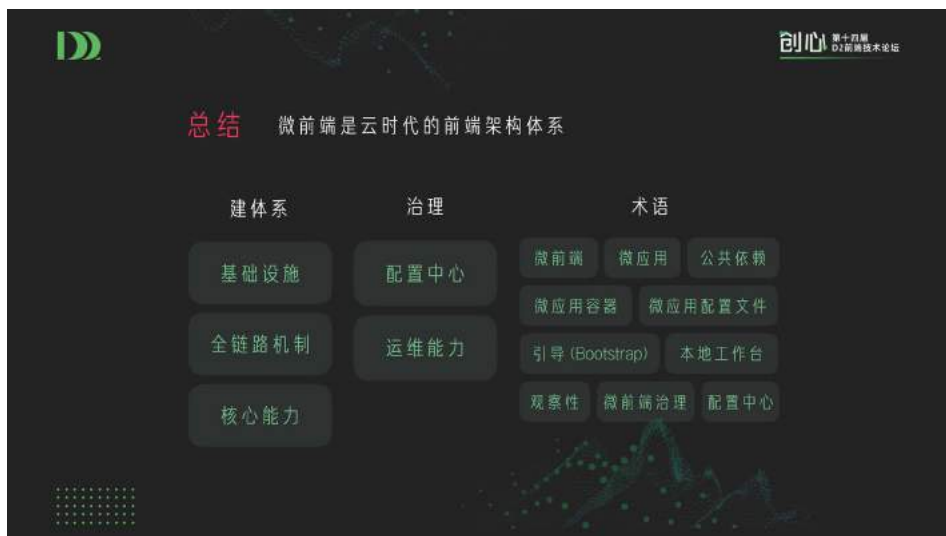 D2
创心 第十四届
D2前端技术论坛
总结 微前端是云时代的前端架构体系
建体系 治理 术语
基础设施 配置中心 微前端 微应用 公共依赖
微应用容器 微应用配置文件
全链路机制 运维能力 引导 (Bootstrap) 本地工作台
核心能力 观察性 微前端治理 配置中心